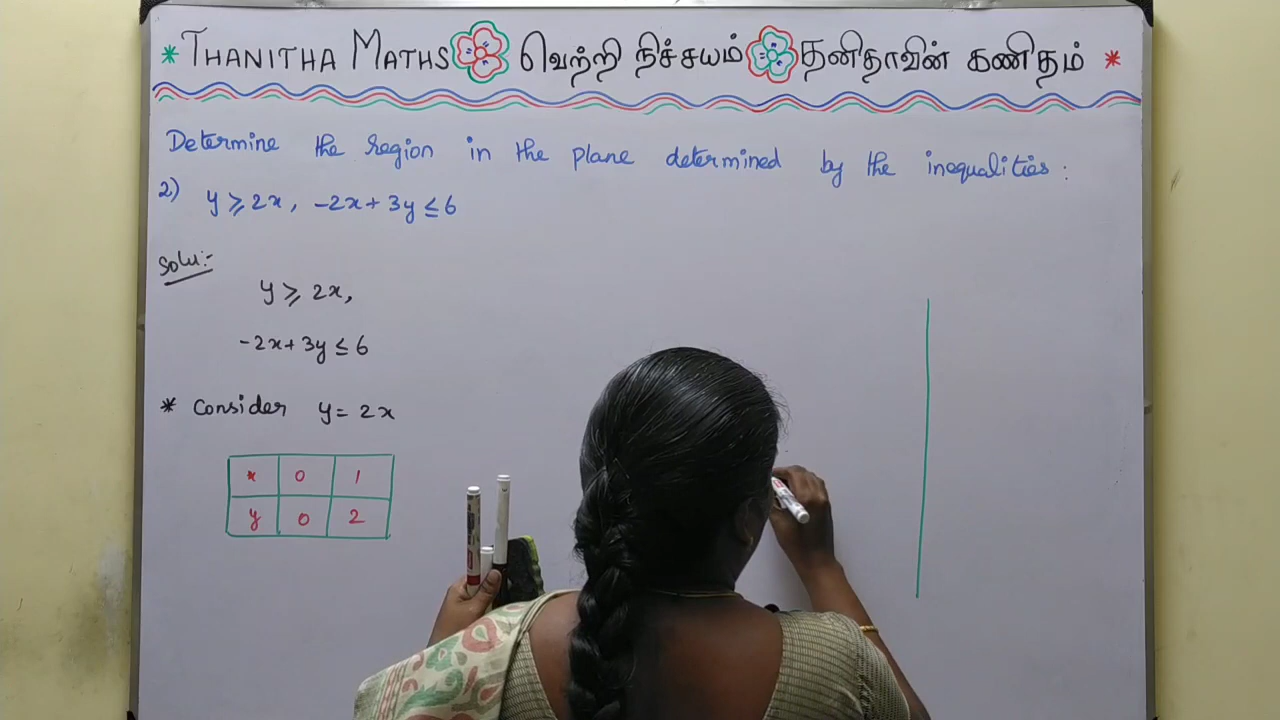 * THANITHA MATHS வெற்றி நிச்சயம் தனிதாவின் கணிதம் *
Determine the region in the plane determined by the inequalities:
2) y ≥ 2x, -2x + 3y ≤ 6
Solu:-
y ≥ 2x,
-2x + 3y ≤ 6
* Consider y = 2x
x 0 1
y 0 2